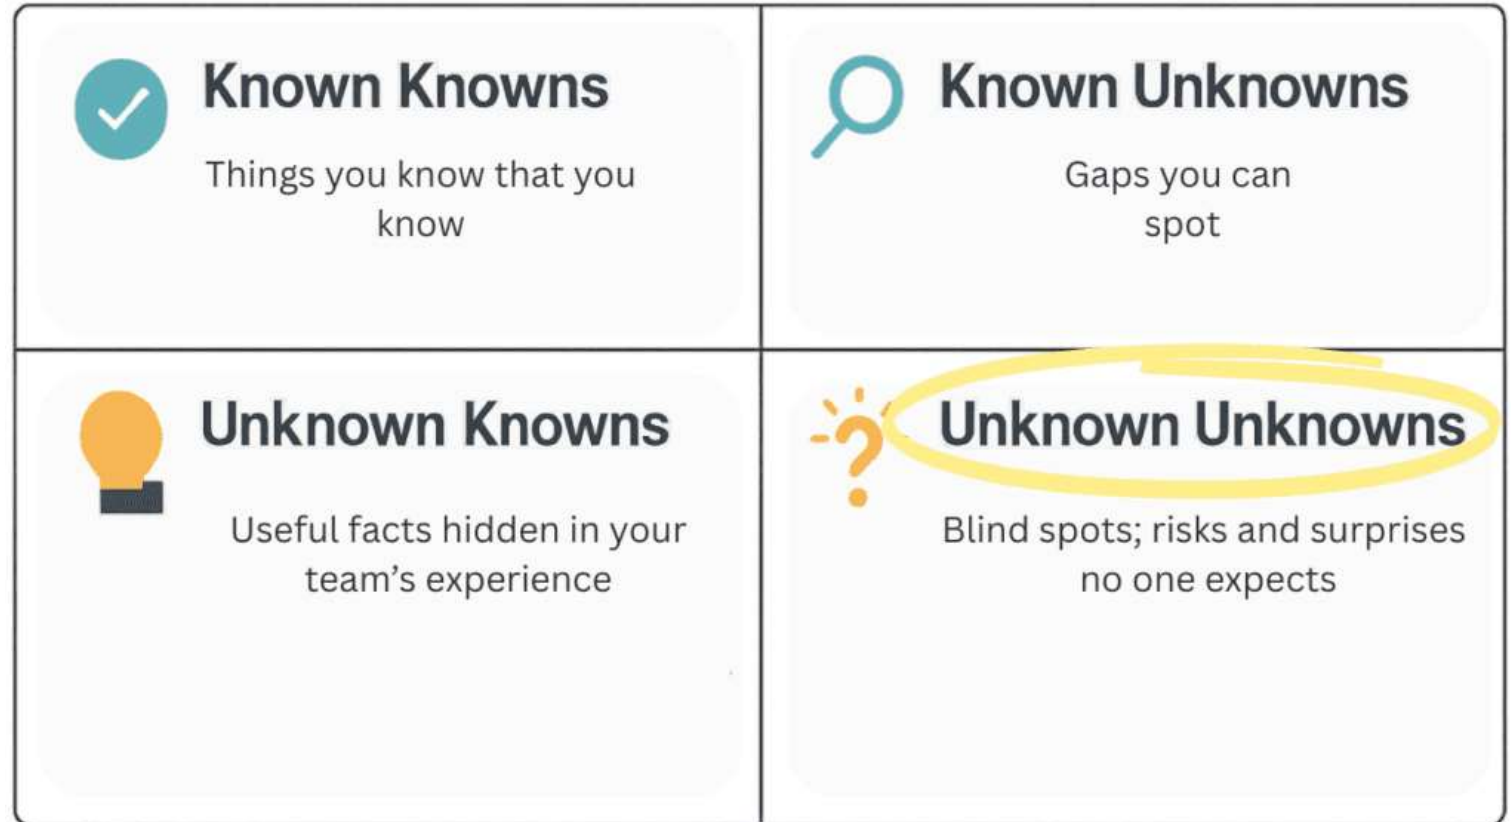 Known Knowns
Things you know that you
know
Known Unknowns
Gaps you can
spot
Unknown Knowns
Useful facts hidden in your
team’s experience
Unknown Unknowns
Blind spots; risks and surprises
no one expects